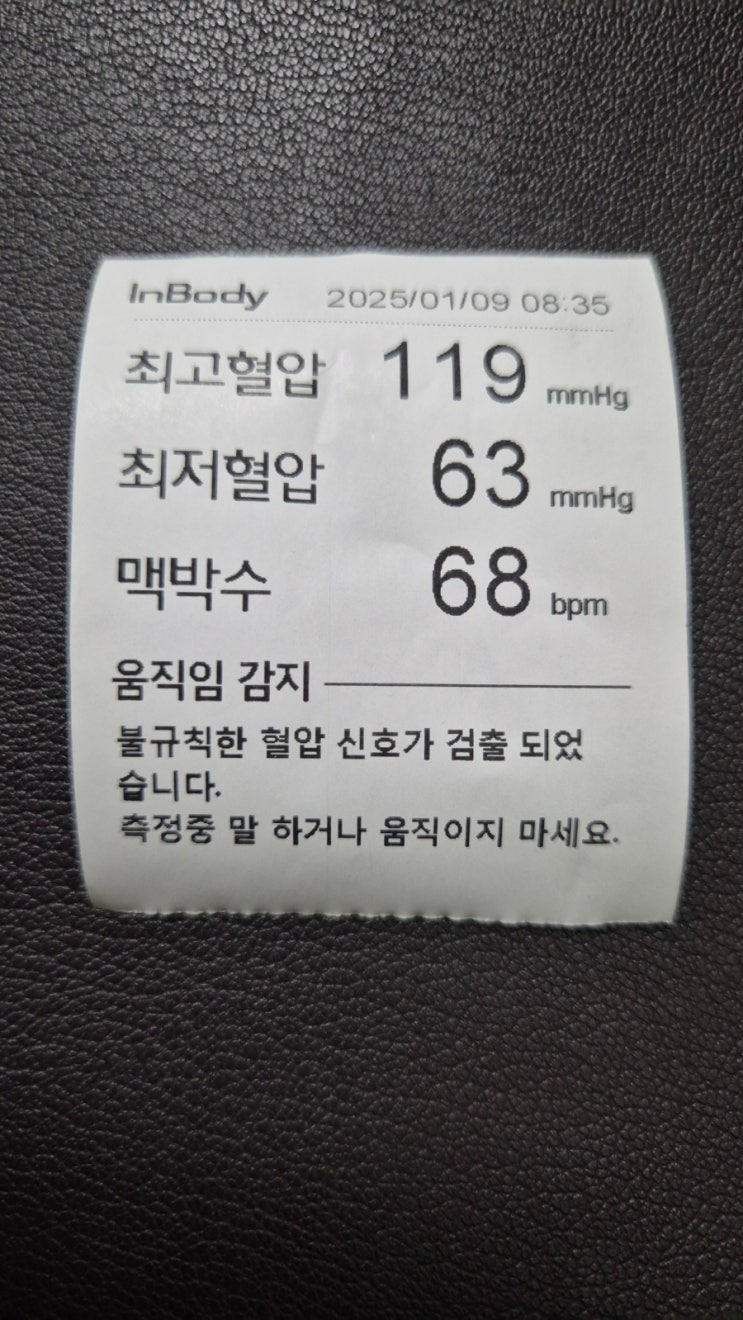 InBody 2025/01/09 08:35
최고혈압 119 mmHg
최저혈압 63 mmHg
맥박수 68 bpm
움직임 감지
불규칙한 혈압 신호가 검출 되었
습니다.
측정중 말 하거나 움직이지 마세요.